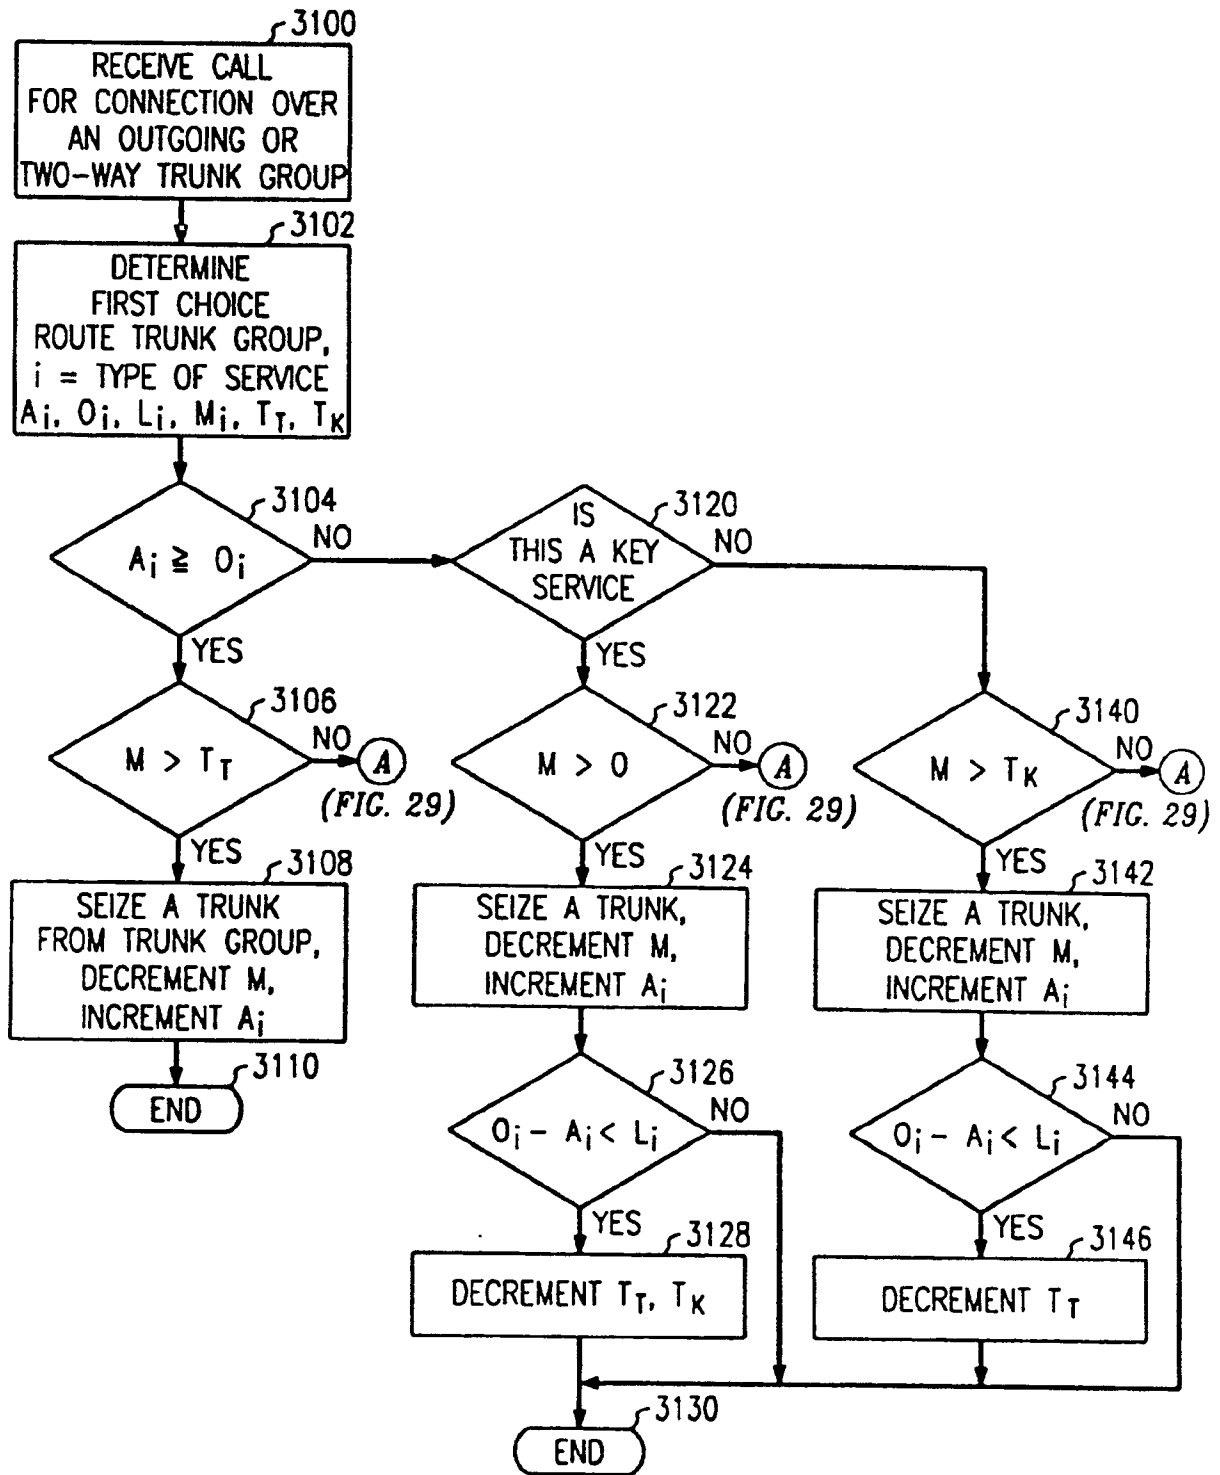 3100
RECEIVE CALL
FOR CONNECTION OVER
AN OUTGOING OR
TWO-WAY TRUNK GROUP
3102
DETERMINE
FIRST CHOICE
ROUTE TRUNK GROUP,
i = TYPE OF SERVICE
Ai, Oi, Li, Mi, TT, TK
3104
Ai ≧ Oi
NO
YES
3120
IS
THIS A KEY
SERVICE
NO
YES
3106
M > TT
NO
A
(FIG. 29)
YES
3122
M > 0
NO
A
(FIG. 29)
YES
3140
M > TK
NO
A
(FIG. 29)
YES
3108
SEIZE A TRUNK
FROM TRUNK GROUP,
DECREMENT M,
INCREMENT Ai
3110
END
3124
SEIZE A TRUNK,
DECREMENT M,
INCREMENT Ai
3142
SEIZE A TRUNK,
DECREMENT M,
INCREMENT Ai
3126
Oi - Ai < Li
NO
YES
3144
Oi - Ai < Li
NO
YES
3128
DECREMENT TT, TK
3146
DECREMENT TT
3130
END